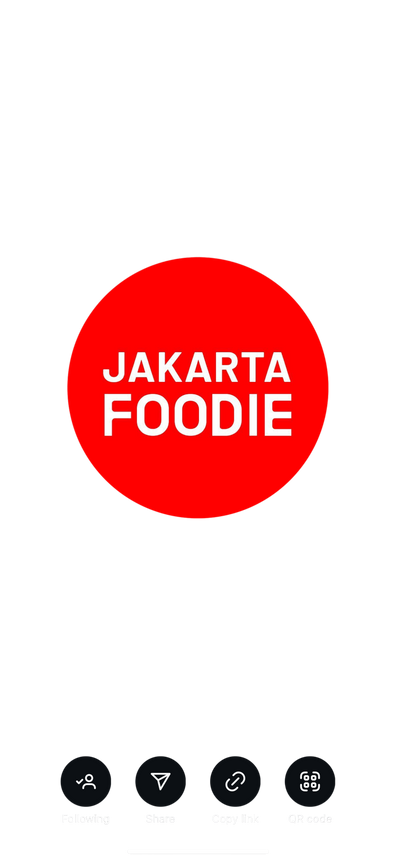 JAKARTA
FOODIE
Following
Share
Copy link
QR code